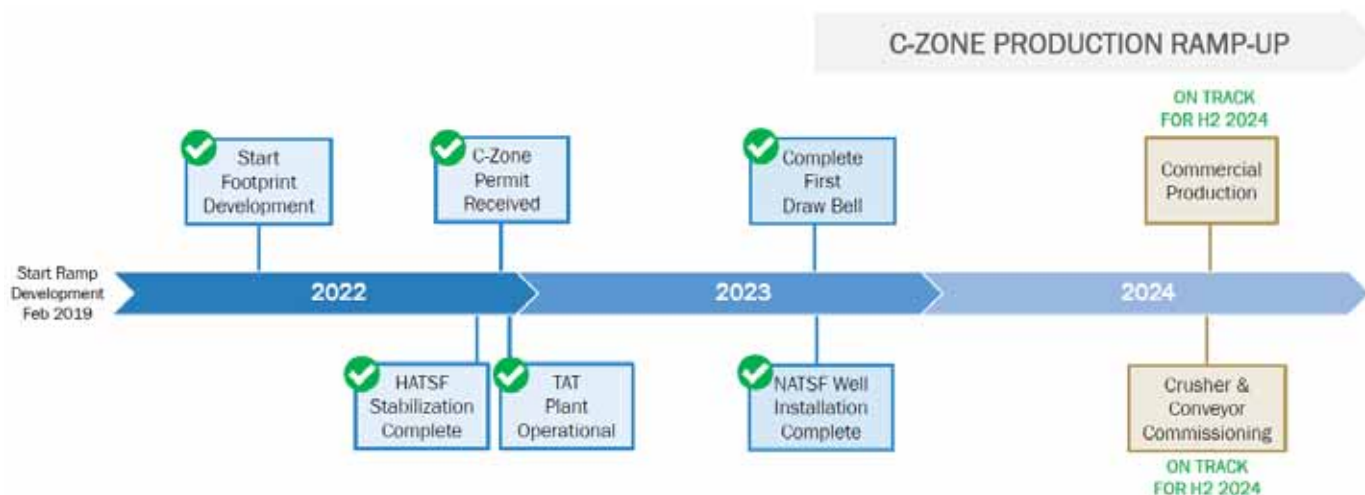 C-ZONE PRODUCTION RAMP-UP
ON TRACK
FOR H2 2024
Start
Footprint
Development
C-Zone
Permit
Received
Complete
First
Draw Bell
Commercial
Production
Start Ramp
Development
Feb 2019
2022
2023
2024
HATSF
Stabilization
Complete
TAT
Plant
Operational
NATSF Well
Installation
Complete
Crusher &
Conveyor
Commissioning
ON TRACK
FOR H2 2024